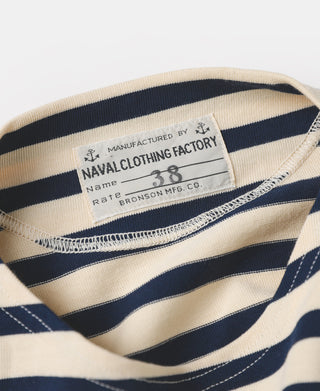 MANUFACTURED BY
NAVAL CLOTHING FACTORY
Name
38
Rate
BRONSON MFG. CO.